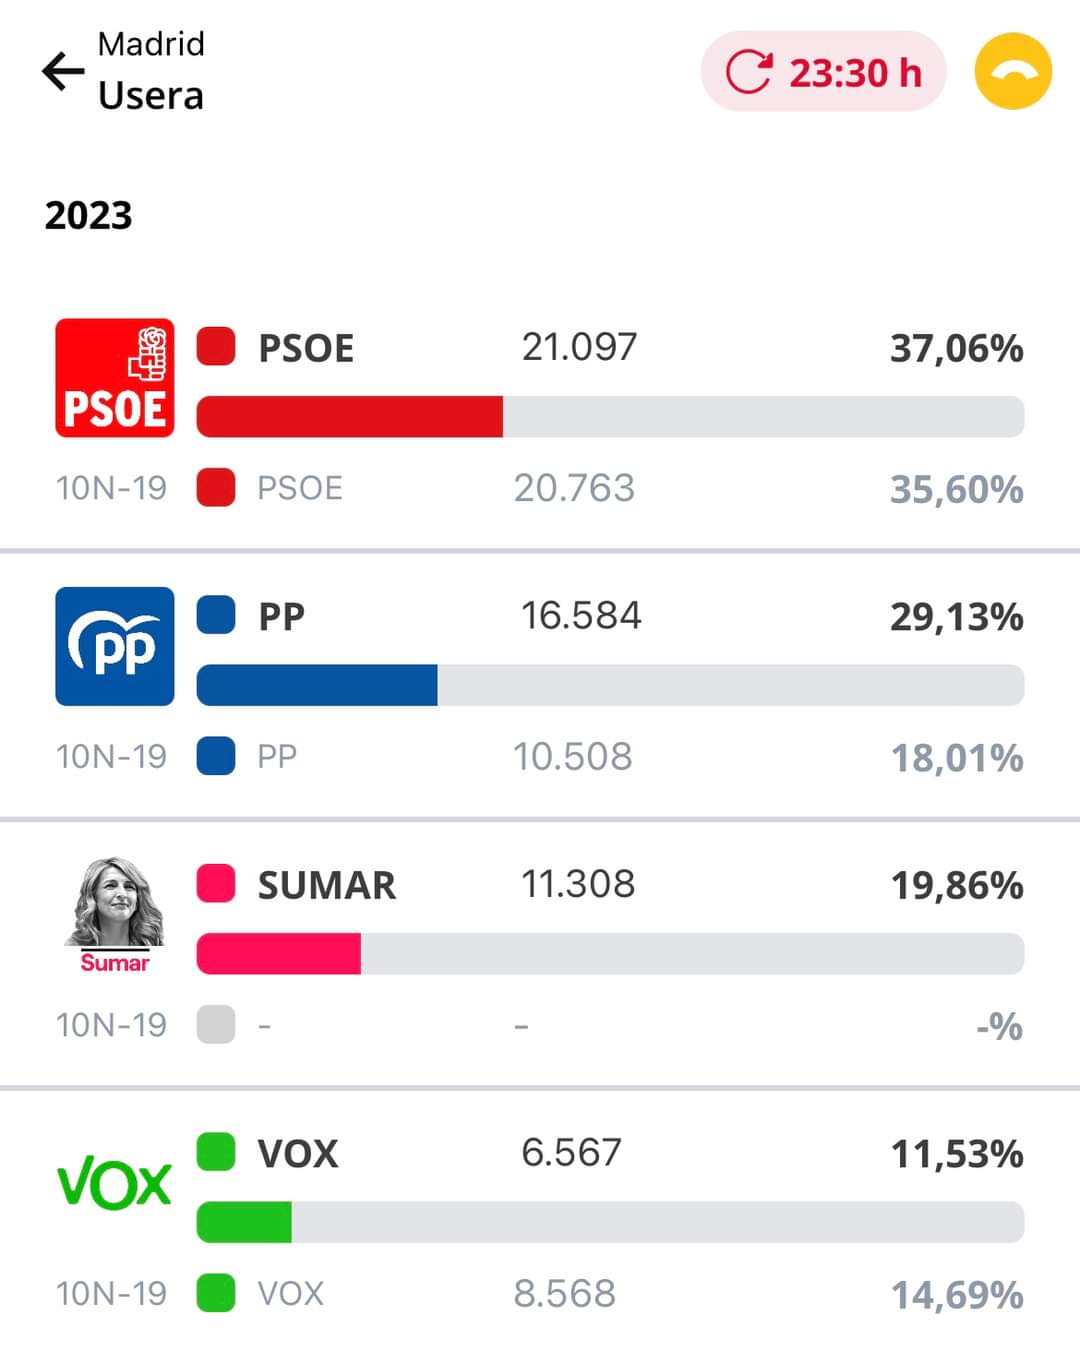 Madrid
Usera
23:30 h
2023
PSOE
PSOE 21.097 37,06%
10N-19 PSOE 20.763 35,60%
pp
PP 16.584 29,13%
10N-19 PP 10.508 18,01%
Sumar
SUMAR 11.308 19,86%
10N-19 - - -%
VOX
VOX 6.567 11,53%
10N-19 VOX 8.568 14,69%